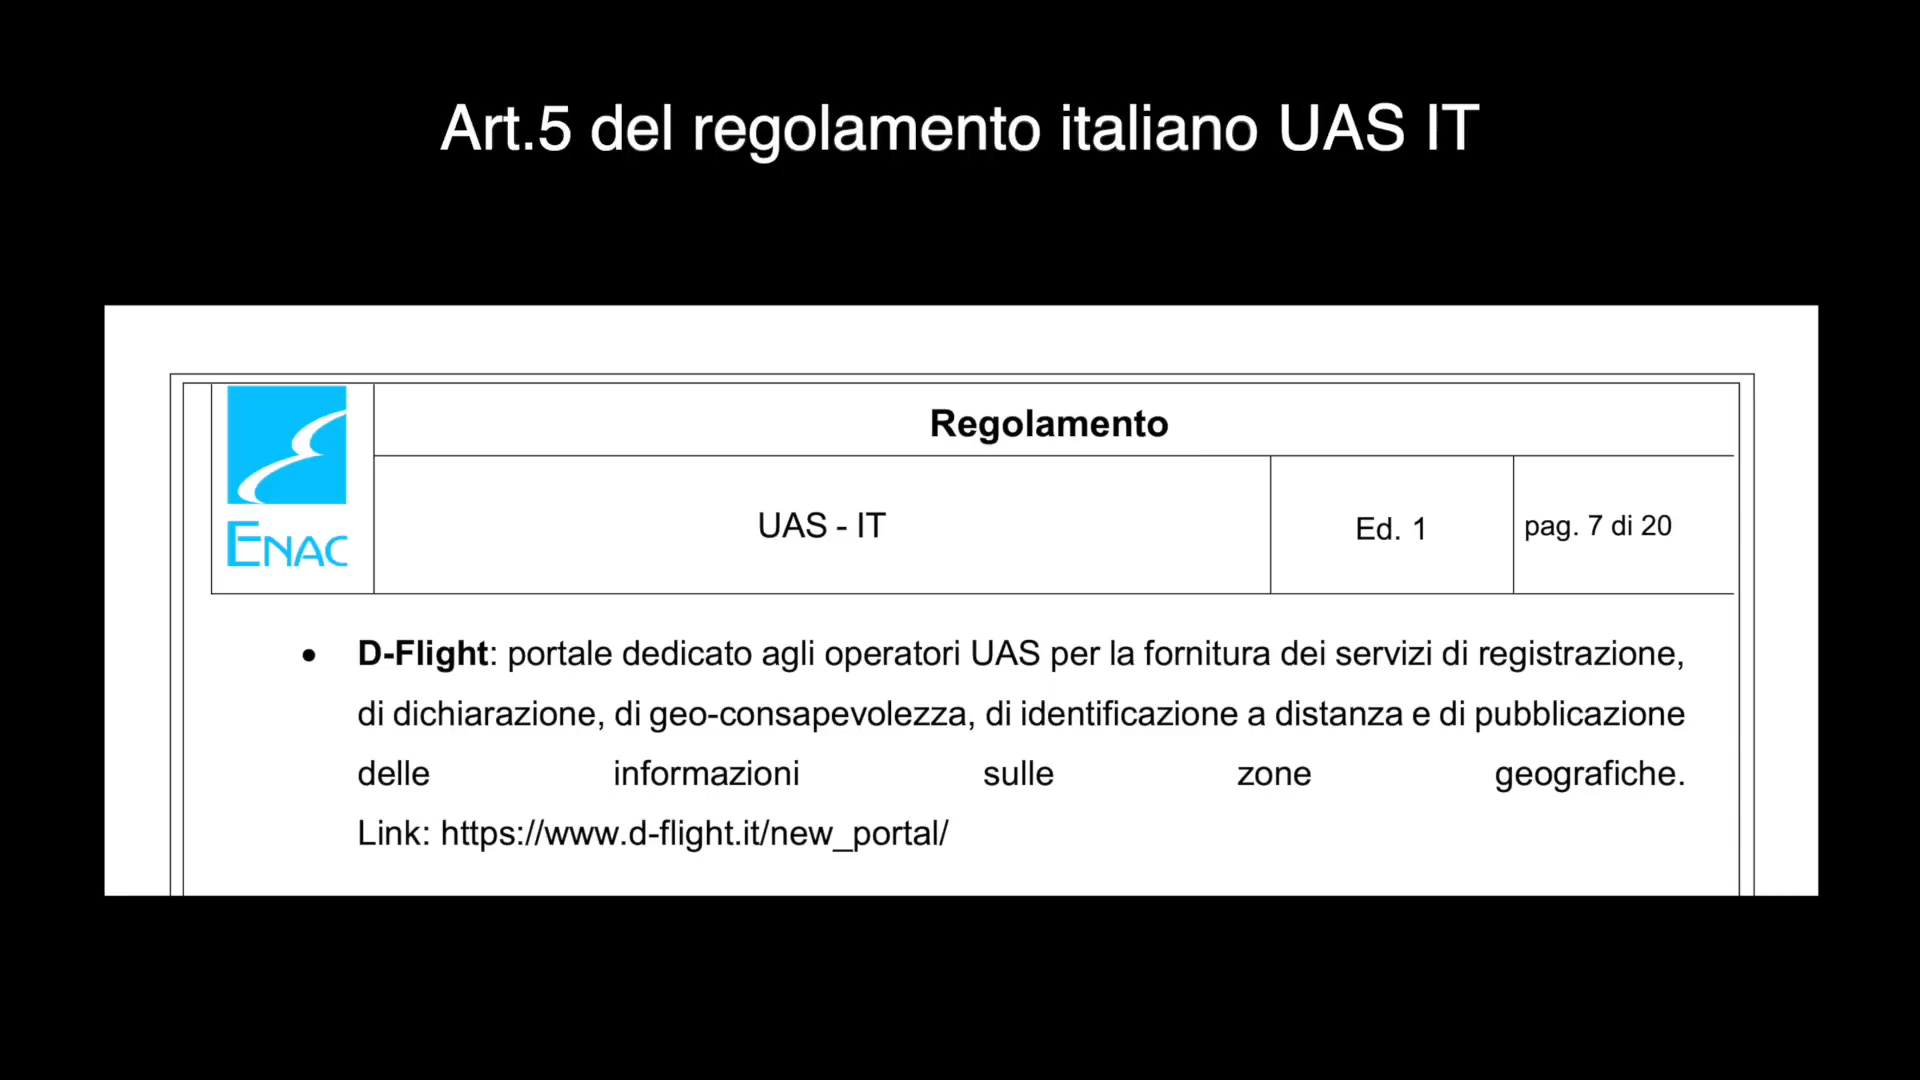 Art.5 del regolamento italiano UAS IT
ENAC
Regolamento
UAS - IT
Ed. 1
pag. 7 di 20
• D-Flight: portale dedicato agli operatori UAS per la fornitura dei servizi di registrazione,
di dichiarazione, di geo-consapevolezza, di identificazione a distanza e di pubblicazione
delle informazioni sulle zone geografiche.
Link: https://www.d-flight.it/new_portal/